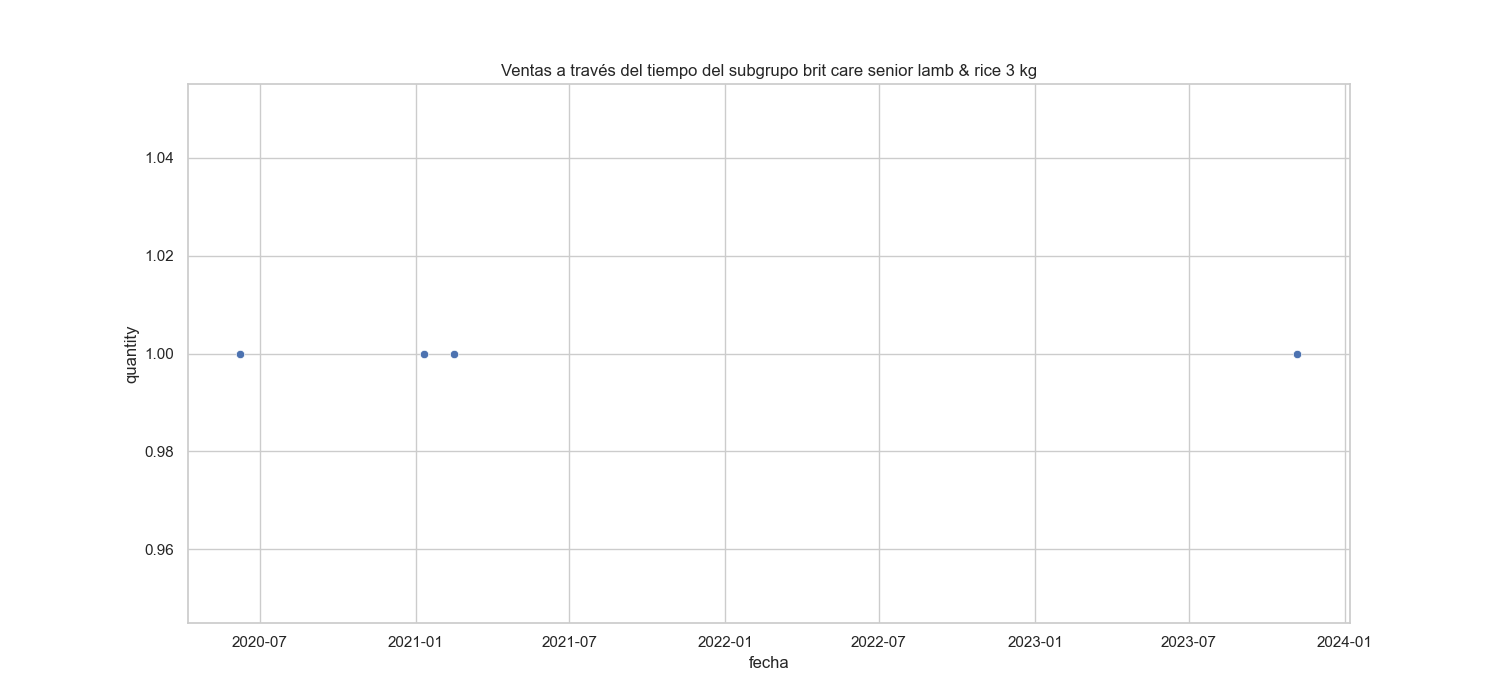 Ventas a través del tiempo del subgrupo brit care senior lamb & rice 3 kg
1.04
1.02
1.00
0.98
0.96
quantity
2020-07 2021-01 2021-07 2022-01 2022-07 2023-01 2023-07 2024-01
fecha